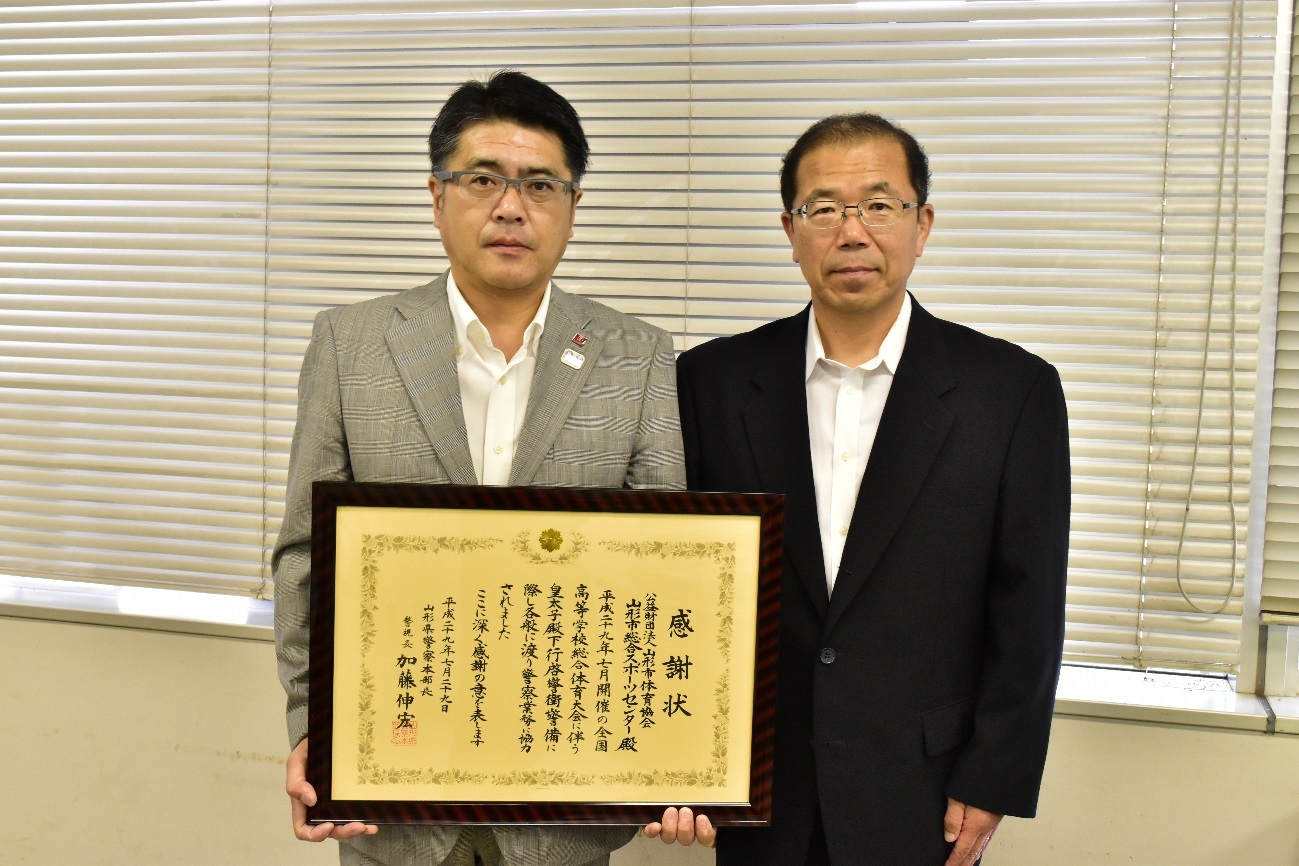 感謝状
公益財団法人山形市体育協会
山形市総合スポーツセンター殿
平成二十九年七月開催の全国
高等学校総合体育大会に伴う
皇太子殿下行啓警衛警備に
際し各般に渡り警察業務に協力
されました
ここに深く感謝の意を表します
平成二十九年七月二十九日
山形県警察本部長
警視長 加藤伸宏